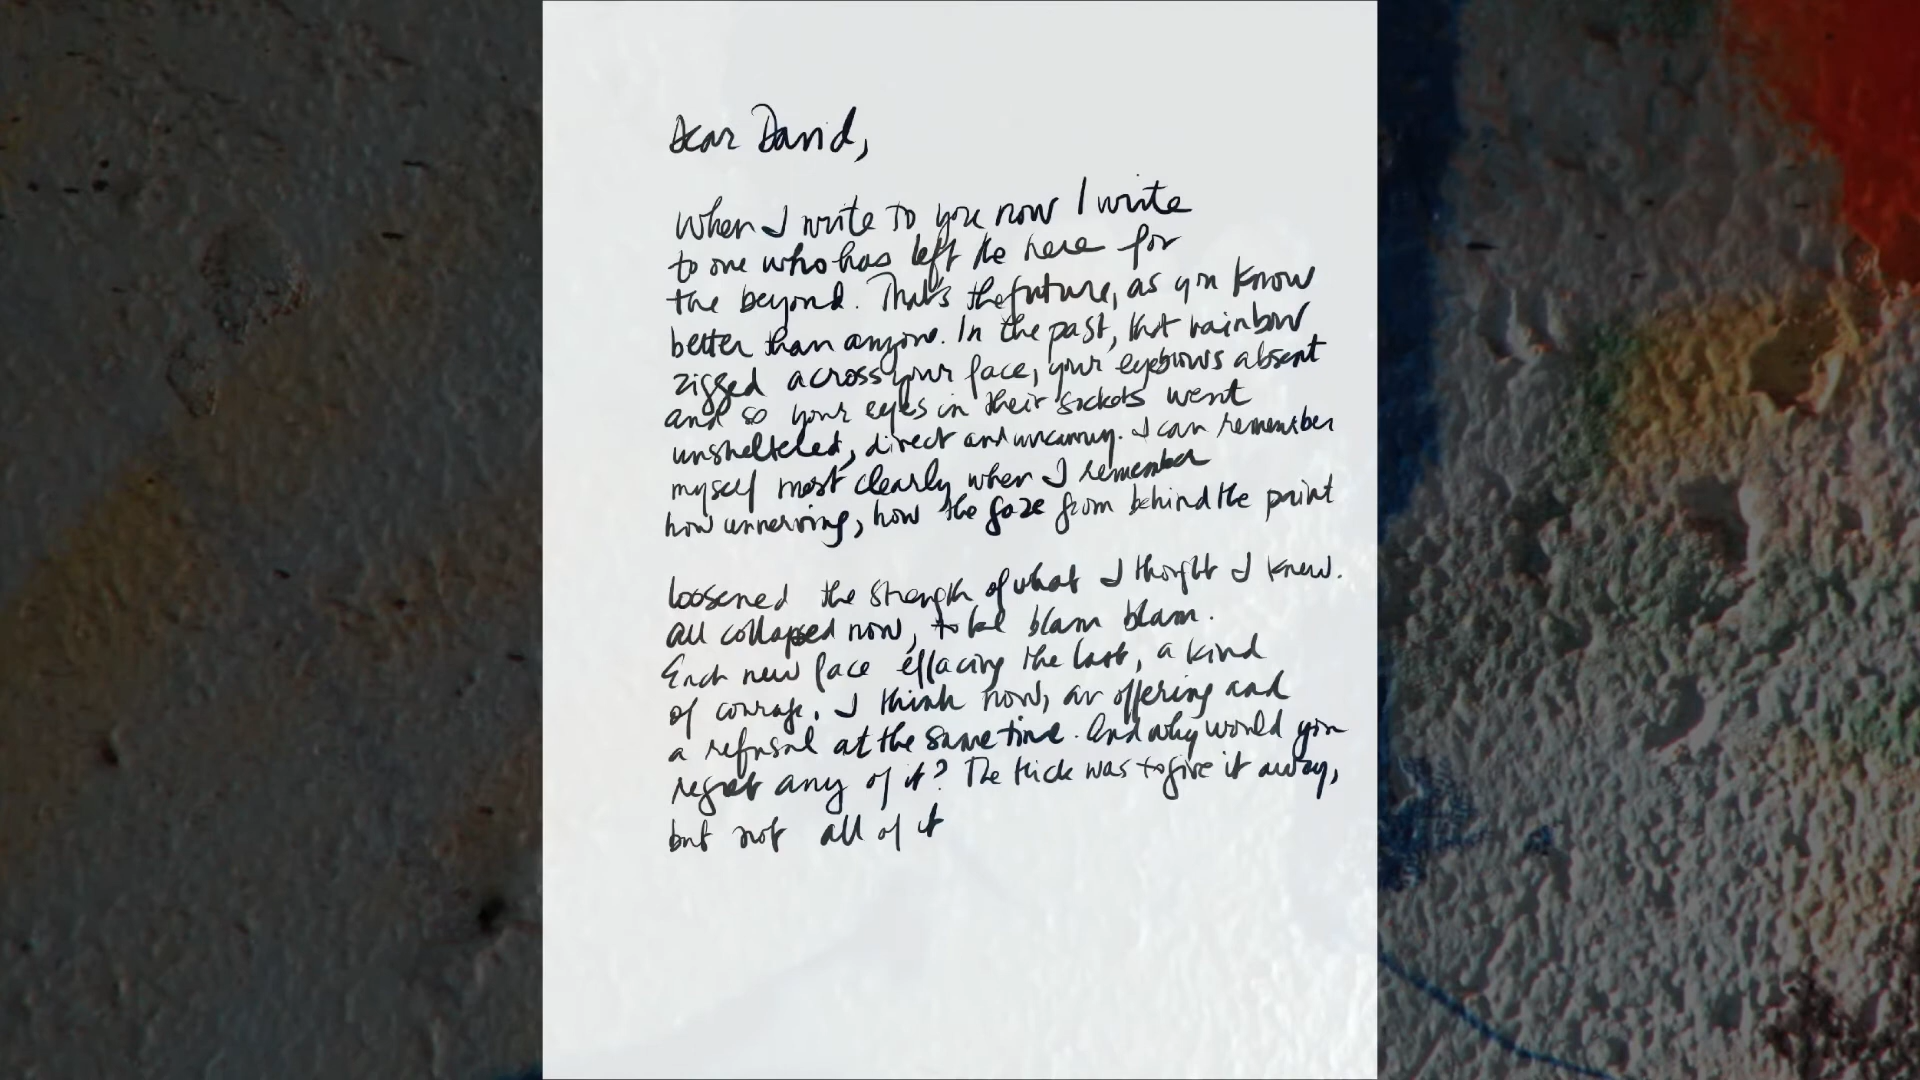 Dear David,
When I write to you now I write
to one who has left the here for
the beyond. That's the future, as you know
better than anyone. In the past, that rainbow
zigged across your face, your eyebrows absent
and so your eyes in their sockets went
unsheltered, direct and uncanny. I can remember
myself most clearly when I remember
how unnerving, how the gaze from behind the paint
loosened the strength of what I thought I knew.
All collapsed now, total blam blam.
Each new face effacing the last, a kind
of courage, I think now, an offering and
a refusal at the same time. And why would you
regret any of it? The trick was to give it away,
but not all of it